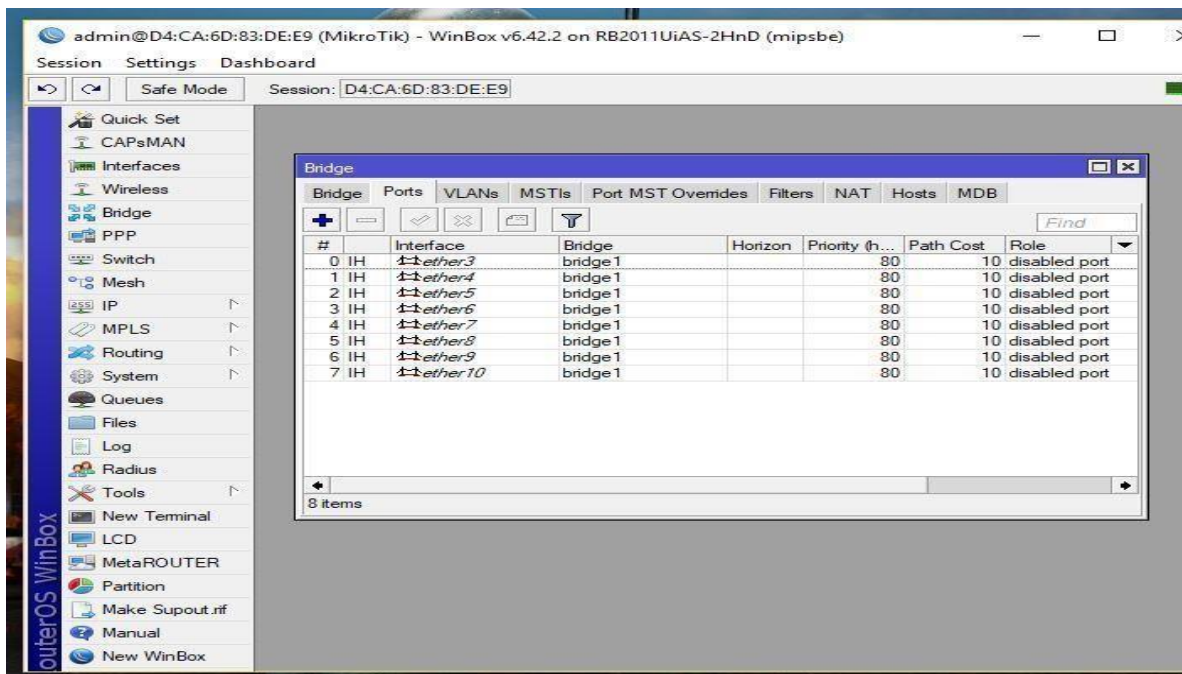 admin@D4:CA:6D:83:DE:E9 (MikroTik) - WinBox v6.42.2 on RB2011UiAS-2HnD (mipsbe)
Session Settings Dashboard
Safe Mode Session: D4:CA:6D:83:DE:E9
Quick Set
CAPsMAN
Interfaces
Wireless
Bridge
PPP
Switch
Mesh
IP
MPLS
Routing
System
Queues
Files
Log
Radius
Tools
New Terminal
LCD
MetaROUTER
Partition
Make Supout.rif
Manual
New WinBox
outerOS WinBox
Bridge
Bridge Ports VLANs MSTIs Port MST Overrides Filters NAT Hosts MDB
Find
# Interface Bridge Horizon Priority (h... Path Cost Role
0 IH ether3 bridge1 80 10 disabled port
1 IH ether4 bridge1 80 10 disabled port
2 IH ether5 bridge1 80 10 disabled port
3 IH ether6 bridge1 80 10 disabled port
4 IH ether7 bridge1 80 10 disabled port
5 IH ether8 bridge1 80 10 disabled port
6 IH ether9 bridge1 80 10 disabled port
7 IH ether10 bridge1 80 10 disabled port
8 items